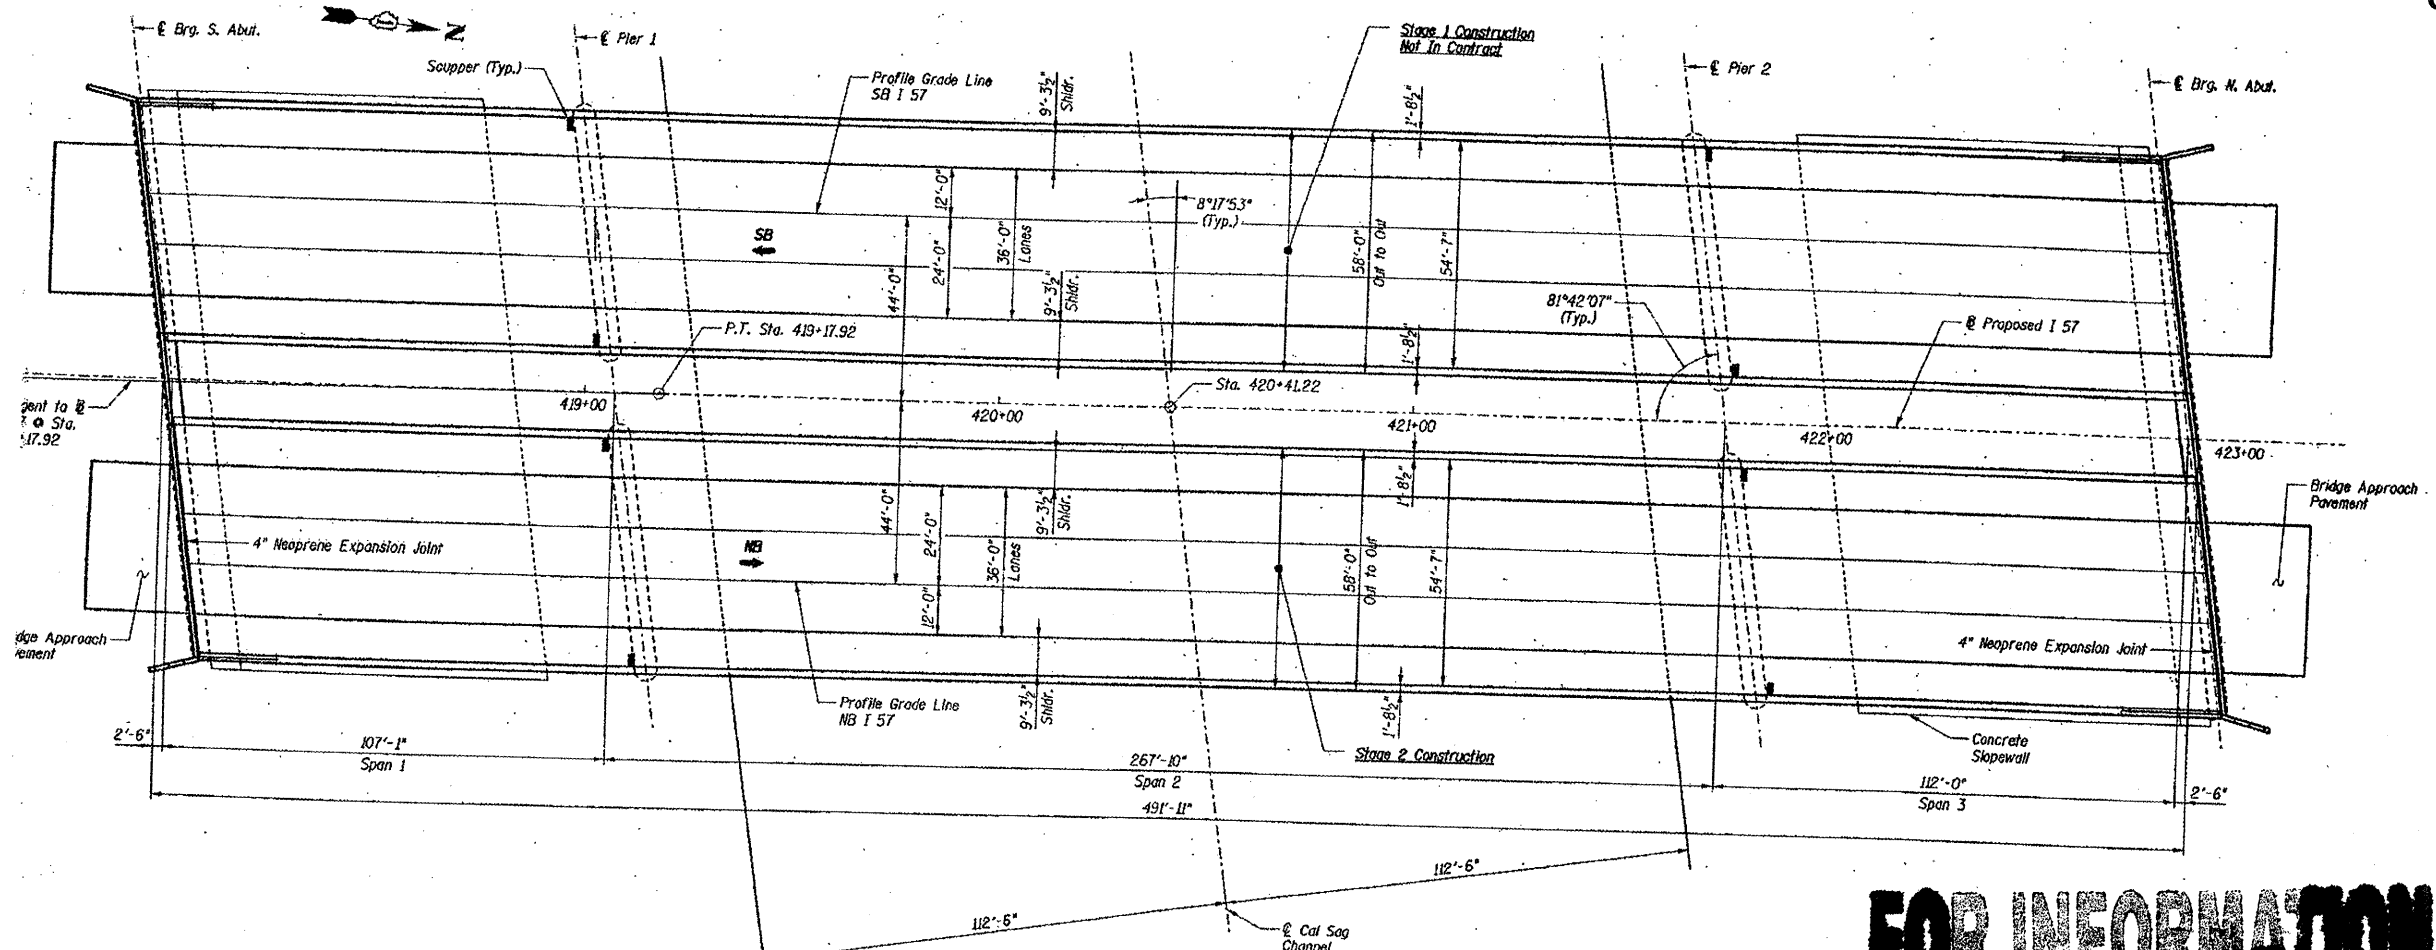 ℄ Brg. S. Abut.
N
℄ Pier 1
Scupper (Typ.)
Profile Grade Line
SB I 57
9'-3½"
Shldr.
Stage 1 Construction
Not In Contract
1'-8½"
℄ Pier 2
℄ Brg. N. Abut.
12'-0"
24'-0"
36'-0"
Lanes
8°17'53"
(Typ.)
SB
44'-0"
9'-3½"
Shldr.
58'-0"
Out to Out
54'-7"
81°42'07"
(Typ.)
Proposed I 57
P.T. Sta. 419+17.92
1'-8½"
Sta. 420+41.22
419+00
420+00
421+00
422+00
423+00
to
Sta.
17.92
Bridge Approach
Pavement
4" Neoprene Expansion Joint
NB
44'-0"
24'-0"
12'-0"
36'-0"
Lanes
9'-3½"
Shldr.
1'-8½"
58'-0"
Out to Out
54'-7"
4" Neoprene Expansion Joint
Approach
Profile Grade Line
NB I 57
9'-3½"
Shldr.
1'-8½"
Stage 2 Construction
Concrete
Slopewall
2'-6"
107'-1"
Span 1
267'-10"
Span 2
112'-0"
Span 3
2'-6"
491'-11"
112'-6"
112'-6"
℄ Cal Sag
Channel
FOR INFORMATION